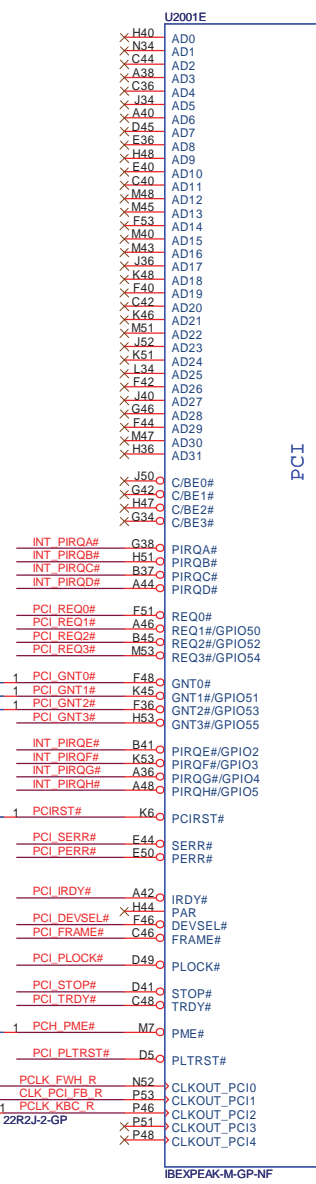 U2001E
H40 AD0
N34 AD1
C44 AD2
A38 AD3
C36 AD4
J34 AD5
A40 AD6
D45 AD7
E36 AD8
H48 AD9
E40 AD10
C40 AD11
M48 AD12
M45 AD13
F53 AD14
M40 AD15
M43 AD16
J36 AD17
K48 AD18
F40 AD19
C42 AD20
K46 AD21
M51 AD22
J52 AD23
K51 AD24
L34 AD25
F42 AD26
J40 AD27
G46 AD28
F44 AD29
M47 AD30
H36 AD31
PCI
J50 C/BE0#
G42 C/BE1#
H47 C/BE2#
G34 C/BE3#
INT_PIRQA# G38 PIRQA#
INT_PIRQB# H51 PIRQB#
INT_PIRQC# B37 PIRQC#
INT_PIRQD# A44 PIRQD#
PCI_REQ0# F51 REQ0#
PCI_REQ1# A46 REQ1#/GPIO50
PCI_REQ2# B45 REQ2#/GPIO52
PCI_REQ3# M53 REQ3#/GPIO54
1 PCI_GNT0# F48 GNT0#
1 PCI_GNT1# K45 GNT1#/GPIO51
1 PCI_GNT2# F36 GNT2#/GPIO53
PCI_GNT3# H53 GNT3#/GPIO55
INT_PIRQE# B41 PIRQE#/GPIO2
INT_PIRQF# K53 PIRQF#/GPIO3
INT_PIRQG# A36 PIRQG#/GPIO4
INT_PIRQH# A48 PIRQH#/GPIO5
1 PCIRST# K6 PCIRST#
PCI_SERR# E44 SERR#
PCI_PERR# E50 PERR#
PCI_IRDY# A42 IRDY#
H44 PAR
PCI_DEVSEL# F46 DEVSEL#
PCI_FRAME# C46 FRAME#
PCI_PLOCK# D49 PLOCK#
PCI_STOP# D41 STOP#
PCI_TRDY# C48 TRDY#
1 PCH_PME# M7 PME#
PCI_PLTRST# D5 PLTRST#
PCLK_FWH_R N52 CLKOUT_PCI0
CLK_PCI_FB_R P53 CLKOUT_PCI1
1 PCLK_KBC_R P46 CLKOUT_PCI2
22R2J-2-GP P51 CLKOUT_PCI3
P48 CLKOUT_PCI4
IBEXPEAK-M-GP-NF